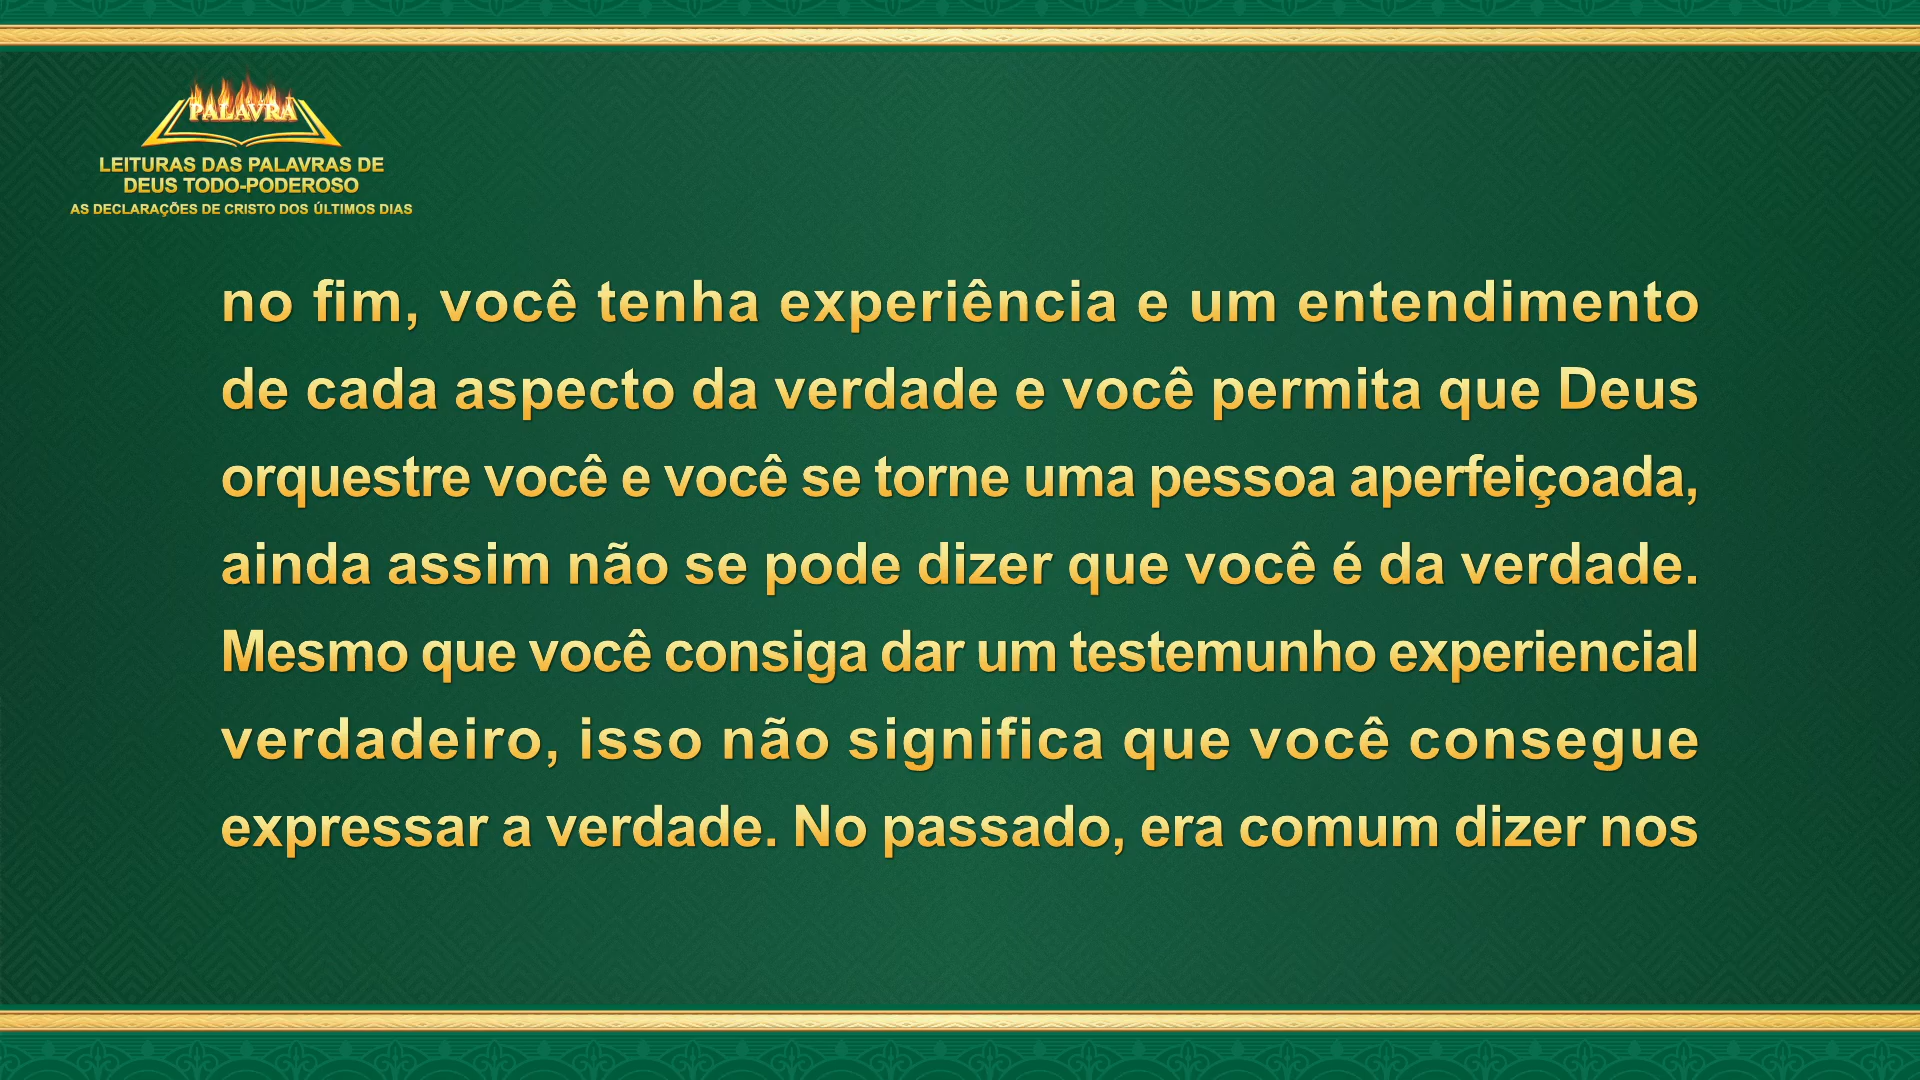 PALAVRA
LEITURAS DAS PALAVRAS DE
DEUS TODO-PODEROSO
AS DECLARAÇÕES DE CRISTO DOS ÚLTIMOS DIAS
no fim, você tenha experiência e um entendimento
de cada aspecto da verdade e você permita que Deus
orquestre você e você se torne uma pessoa aperfeiçoada,
ainda assim não se pode dizer que você é da verdade.
Mesmo que você consiga dar um testemunho experiencial
verdadeiro, isso não significa que você consegue
expressar a verdade. No passado, era comum dizer nos